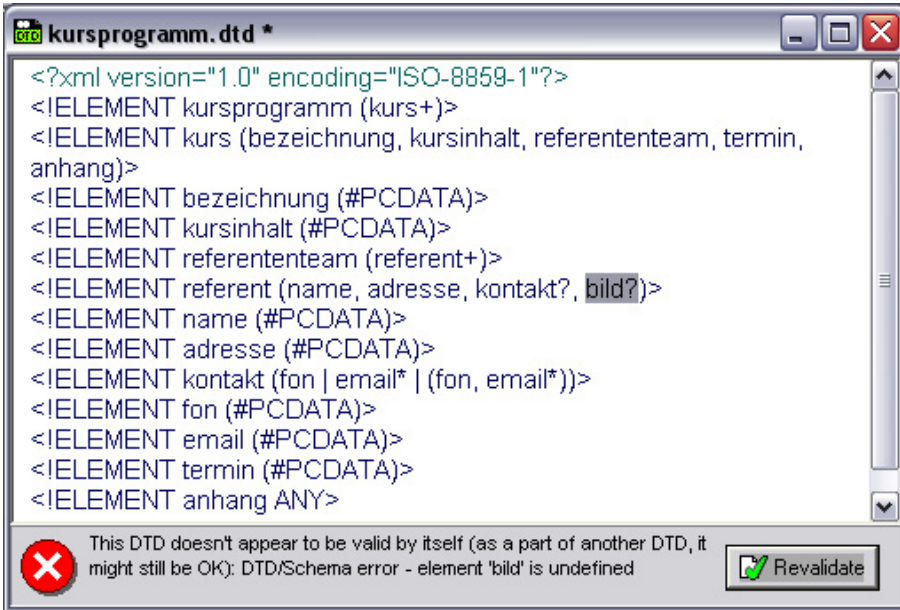 DTD kursprogramm.dtd *
<?xml version="1.0" encoding="ISO-8859-1"?>
<!ELEMENT kursprogramm (kurs+)>
<!ELEMENT kurs (bezeichnung, kursinhalt, referententeam, termin,
anhang)>
<!ELEMENT bezeichnung (#PCDATA)>
<!ELEMENT kursinhalt (#PCDATA)>
<!ELEMENT referententeam (referent+)>
<!ELEMENT referent (name, adresse, kontakt?, bild?)>
<!ELEMENT name (#PCDATA)>
<!ELEMENT adresse (#PCDATA)>
<!ELEMENT kontakt (fon | email* | (fon, email*))>
<!ELEMENT fon (#PCDATA)>
<!ELEMENT email (#PCDATA)>
<!ELEMENT termin (#PCDATA)>
<!ELEMENT anhang ANY>
This DTD doesn't appear to be valid by itself (as a part of another DTD, it
might still be OK): DTD/Schema error - element 'bild' is undefined
Revalidate